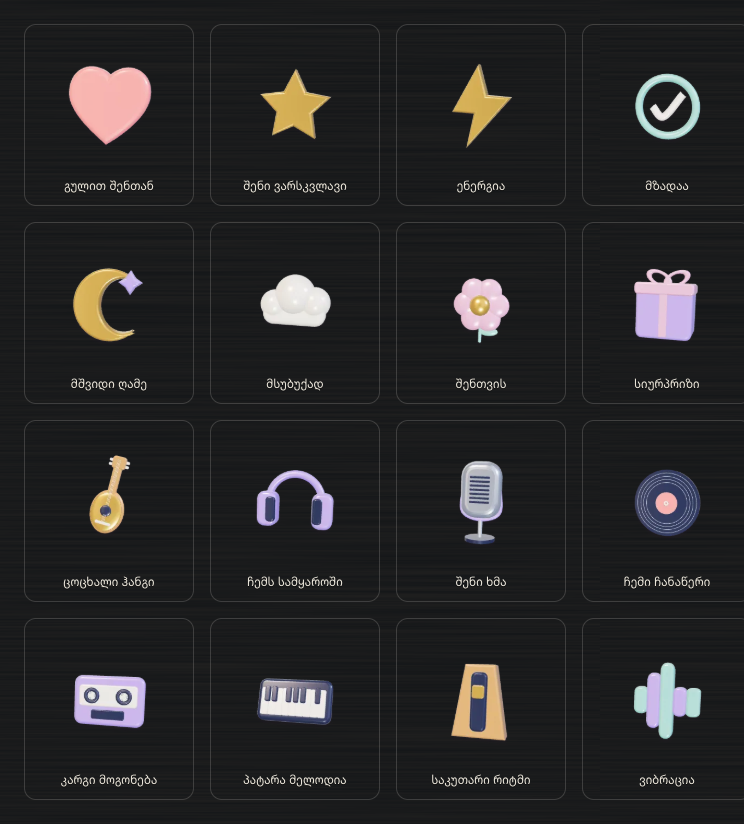 გულით შენთან
შენი ვარსკვლავი
ენერგია
მზადაა
მშვიდი ღამე
მსუბუქად
შენთვის
სიურპრიზი
ცოცხალი ჰანგი
ჩემს სამყაროში
შენი ხმა
ჩემი ჩანაწერი
კარგი მოგონება
პატარა მელოდია
საკუთარი რიტმი
ვიბრაცია